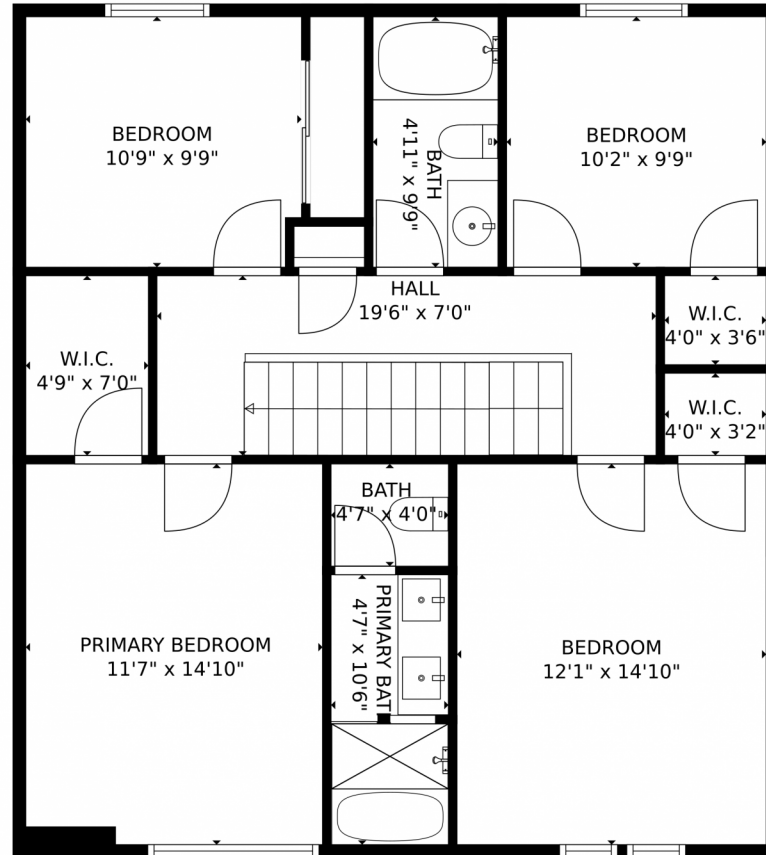 BEDROOM
10'9" x 9'9"
BATH
4'11" x 9'9"
BEDROOM
10'2" x 9'9"
HALL
19'6" x 7'0"
W.I.C.
4'0" x 3'6"
W.I.C.
4'9" x 7'0"
W.I.C.
4'0" x 3'2"
BATH
4'7" x 4'0"
PRIMARY BAT
4'7" x 10'6"
PRIMARY BEDROOM
11'7" x 14'10"
BEDROOM
12'1" x 14'10"